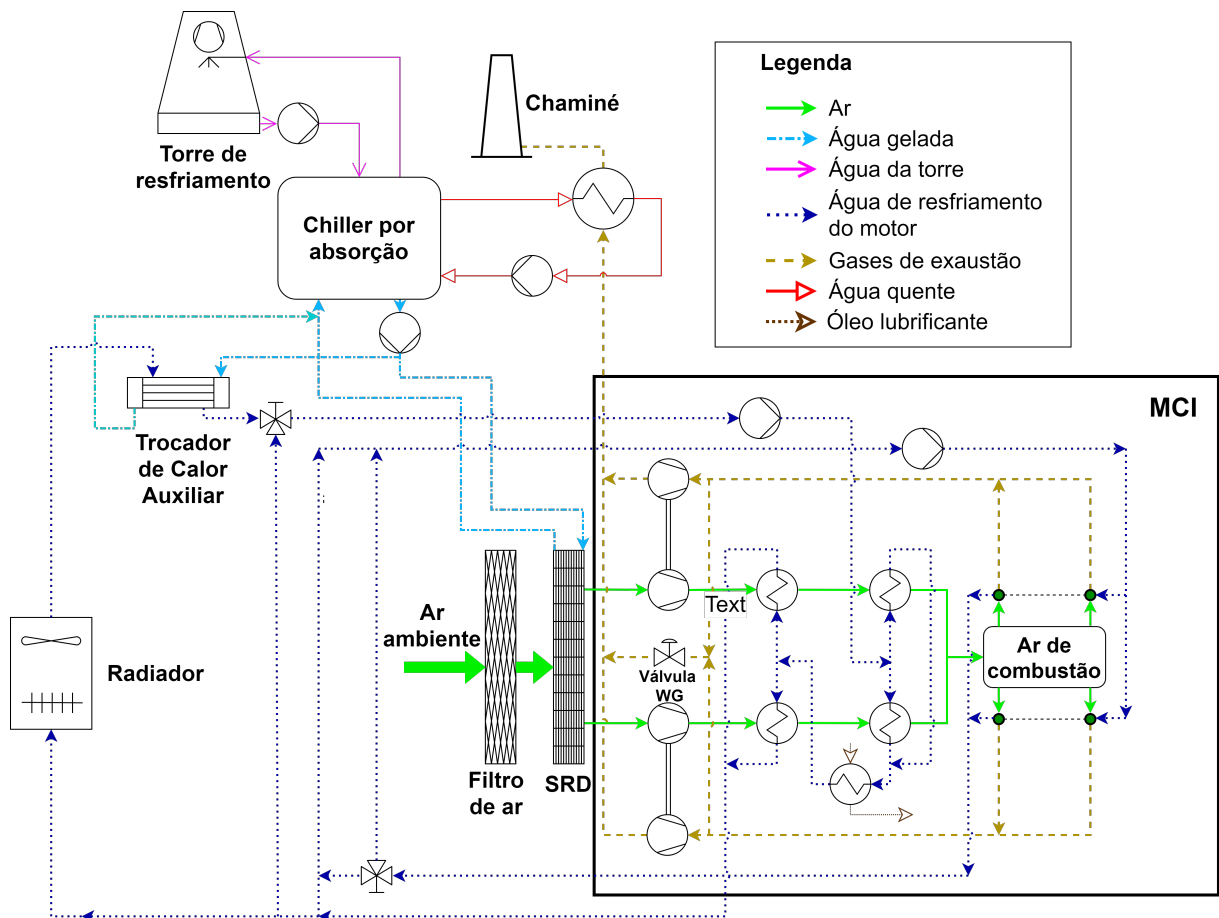 Legenda
Ar
Água gelada
Água da torre
Água de resfriamento
do motor
Gases de exaustão
Água quente
Óleo lubrificante
Torre de
resfriamento
Chaminé
Chiller por
absorção
Trocador
de Calor
Auxiliar
MCI
Radiador
Ar
ambiente
Filtro
de ar
SRD
Text
Válvula
WG
Ar de
combustão